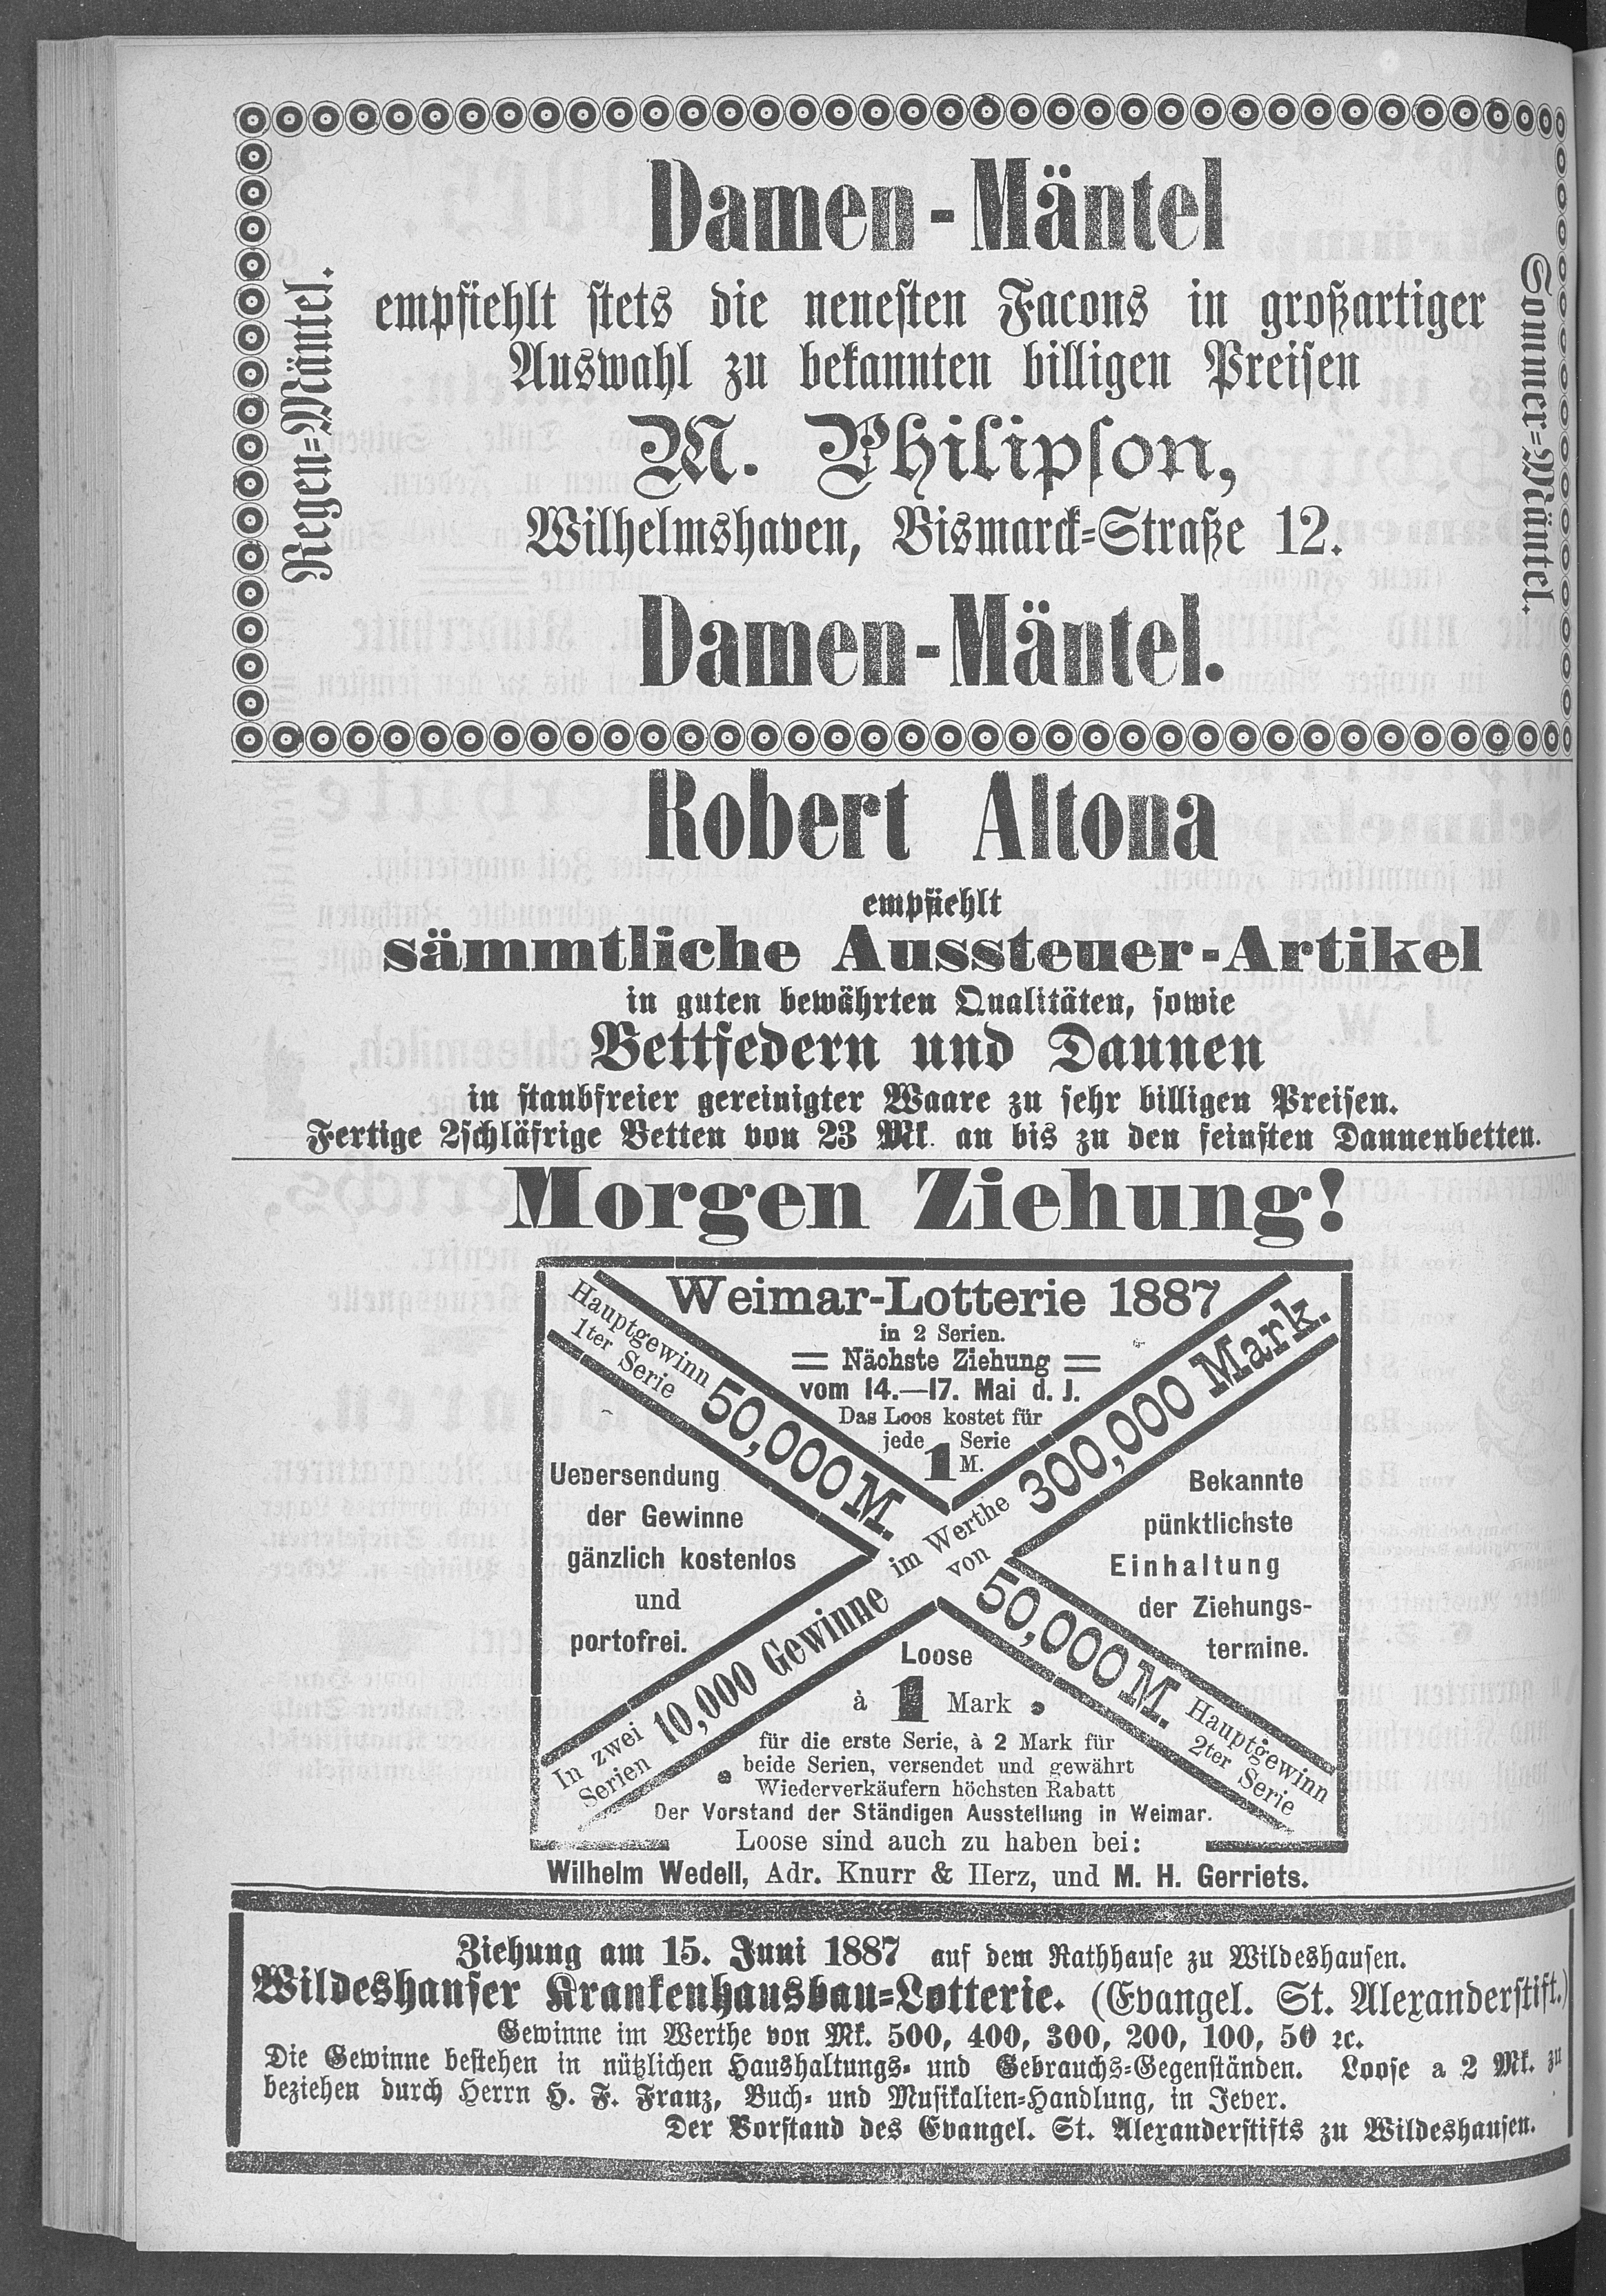 Damen-Mäntel
Regen-Mäntel.
empfiehlt stets die neuesten Facons in großartiger
Auswahl zu bekannten billigen Preisen
M. Philipson,
Wilhelmshaven, Bismarck-Straße 12.
Sommer-Mäntel.
Damen-Mäntel.
Robert Altona
empfiehlt
sämmtliche Aussteuer-Artikel
in guten bewährten Qualitäten, sowie
Bettfedern und Daunen
in staubfreier gereinigter Waare zu sehr billigen Preisen.
Fertige 2schläfrige Betten von 23 Mk. an bis zu den feinsten Daunenbetten.
Morgen Ziehung!
Weimar-Lotterie 1887
in 2 Serien.
Nächste Ziehung
vom 14.—17. Mai d. J.
Das Loos kostet für
jede Serie
1 M.
Hauptgewinn
1ter Serie
50,000 M.
Uebersendung
der Gewinne
gänzlich kostenlos
und
portofrei.
In zwei
Serien
10,000 Gewinne
im Werthe
von
300,000 Mark.
Bekannte
pünktlichste
Einhaltung
der Ziehungs-
termine.
50,000 M.
Hauptgewinn
2ter Serie
Loose
à 1 Mark
für die erste Serie, à 2 Mark für
beide Serien, versendet und gewährt
Wiederverkäufern höchsten Rabatt
Der Vorstand der Ständigen Ausstellung in Weimar.
Loose sind auch zu haben bei:
Wilhelm Wedell, Adr. Knurr & Herz, und M. H. Gerriets.
Ziehung am 15. Juni 1887 auf dem Rathhause zu Wildeshausen.
Wildeshauser Krankenhausbau-Lotterie. (Evangel. St. Alexanderstift.)
Gewinne im Werthe von Mk. 500, 400, 300, 200, 100, 50 ꝛc.
Die Gewinne bestehen in nützlichen Haushaltungs- und Gebrauchs-Gegenständen. Loose a 2 Mk. zu
beziehen durch Herrn H. F. Franz, Buch- und Musikalien-Handlung, in Jever.
Der Vorstand des Evangel. St. Alexanderstifts zu Wildeshausen.